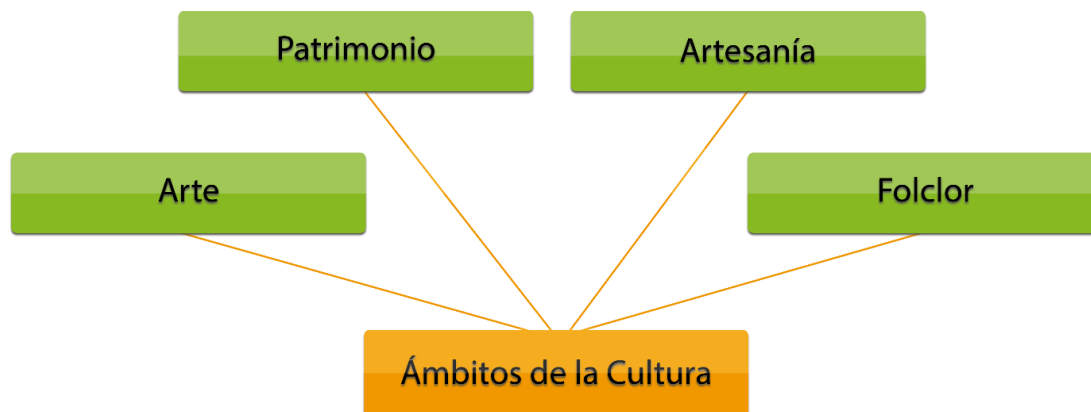 Patrimonio
Artesanía
Arte
Folclor
Ámbitos de la Cultura